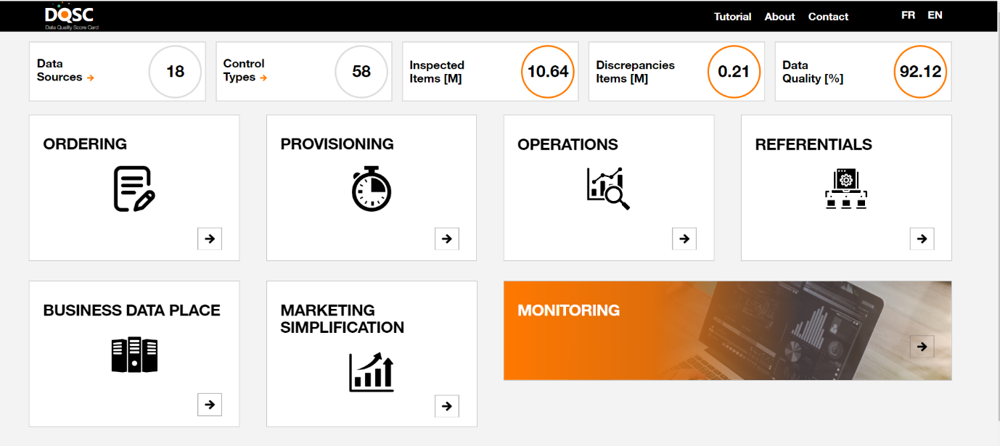 DQSC
Data Quality Score Card
Tutorial About Contact FR EN
Data
Sources →
18
Control
Types →
58
Inspected
Items [M]
10.64
Discrepancies
Items [M]
0.21
Data
Quality [%]
92.12
ORDERING
PROVISIONING
OPERATIONS
REFERENTIALS
BUSINESS DATA PLACE
MARKETING
SIMPLIFICATION
MONITORING